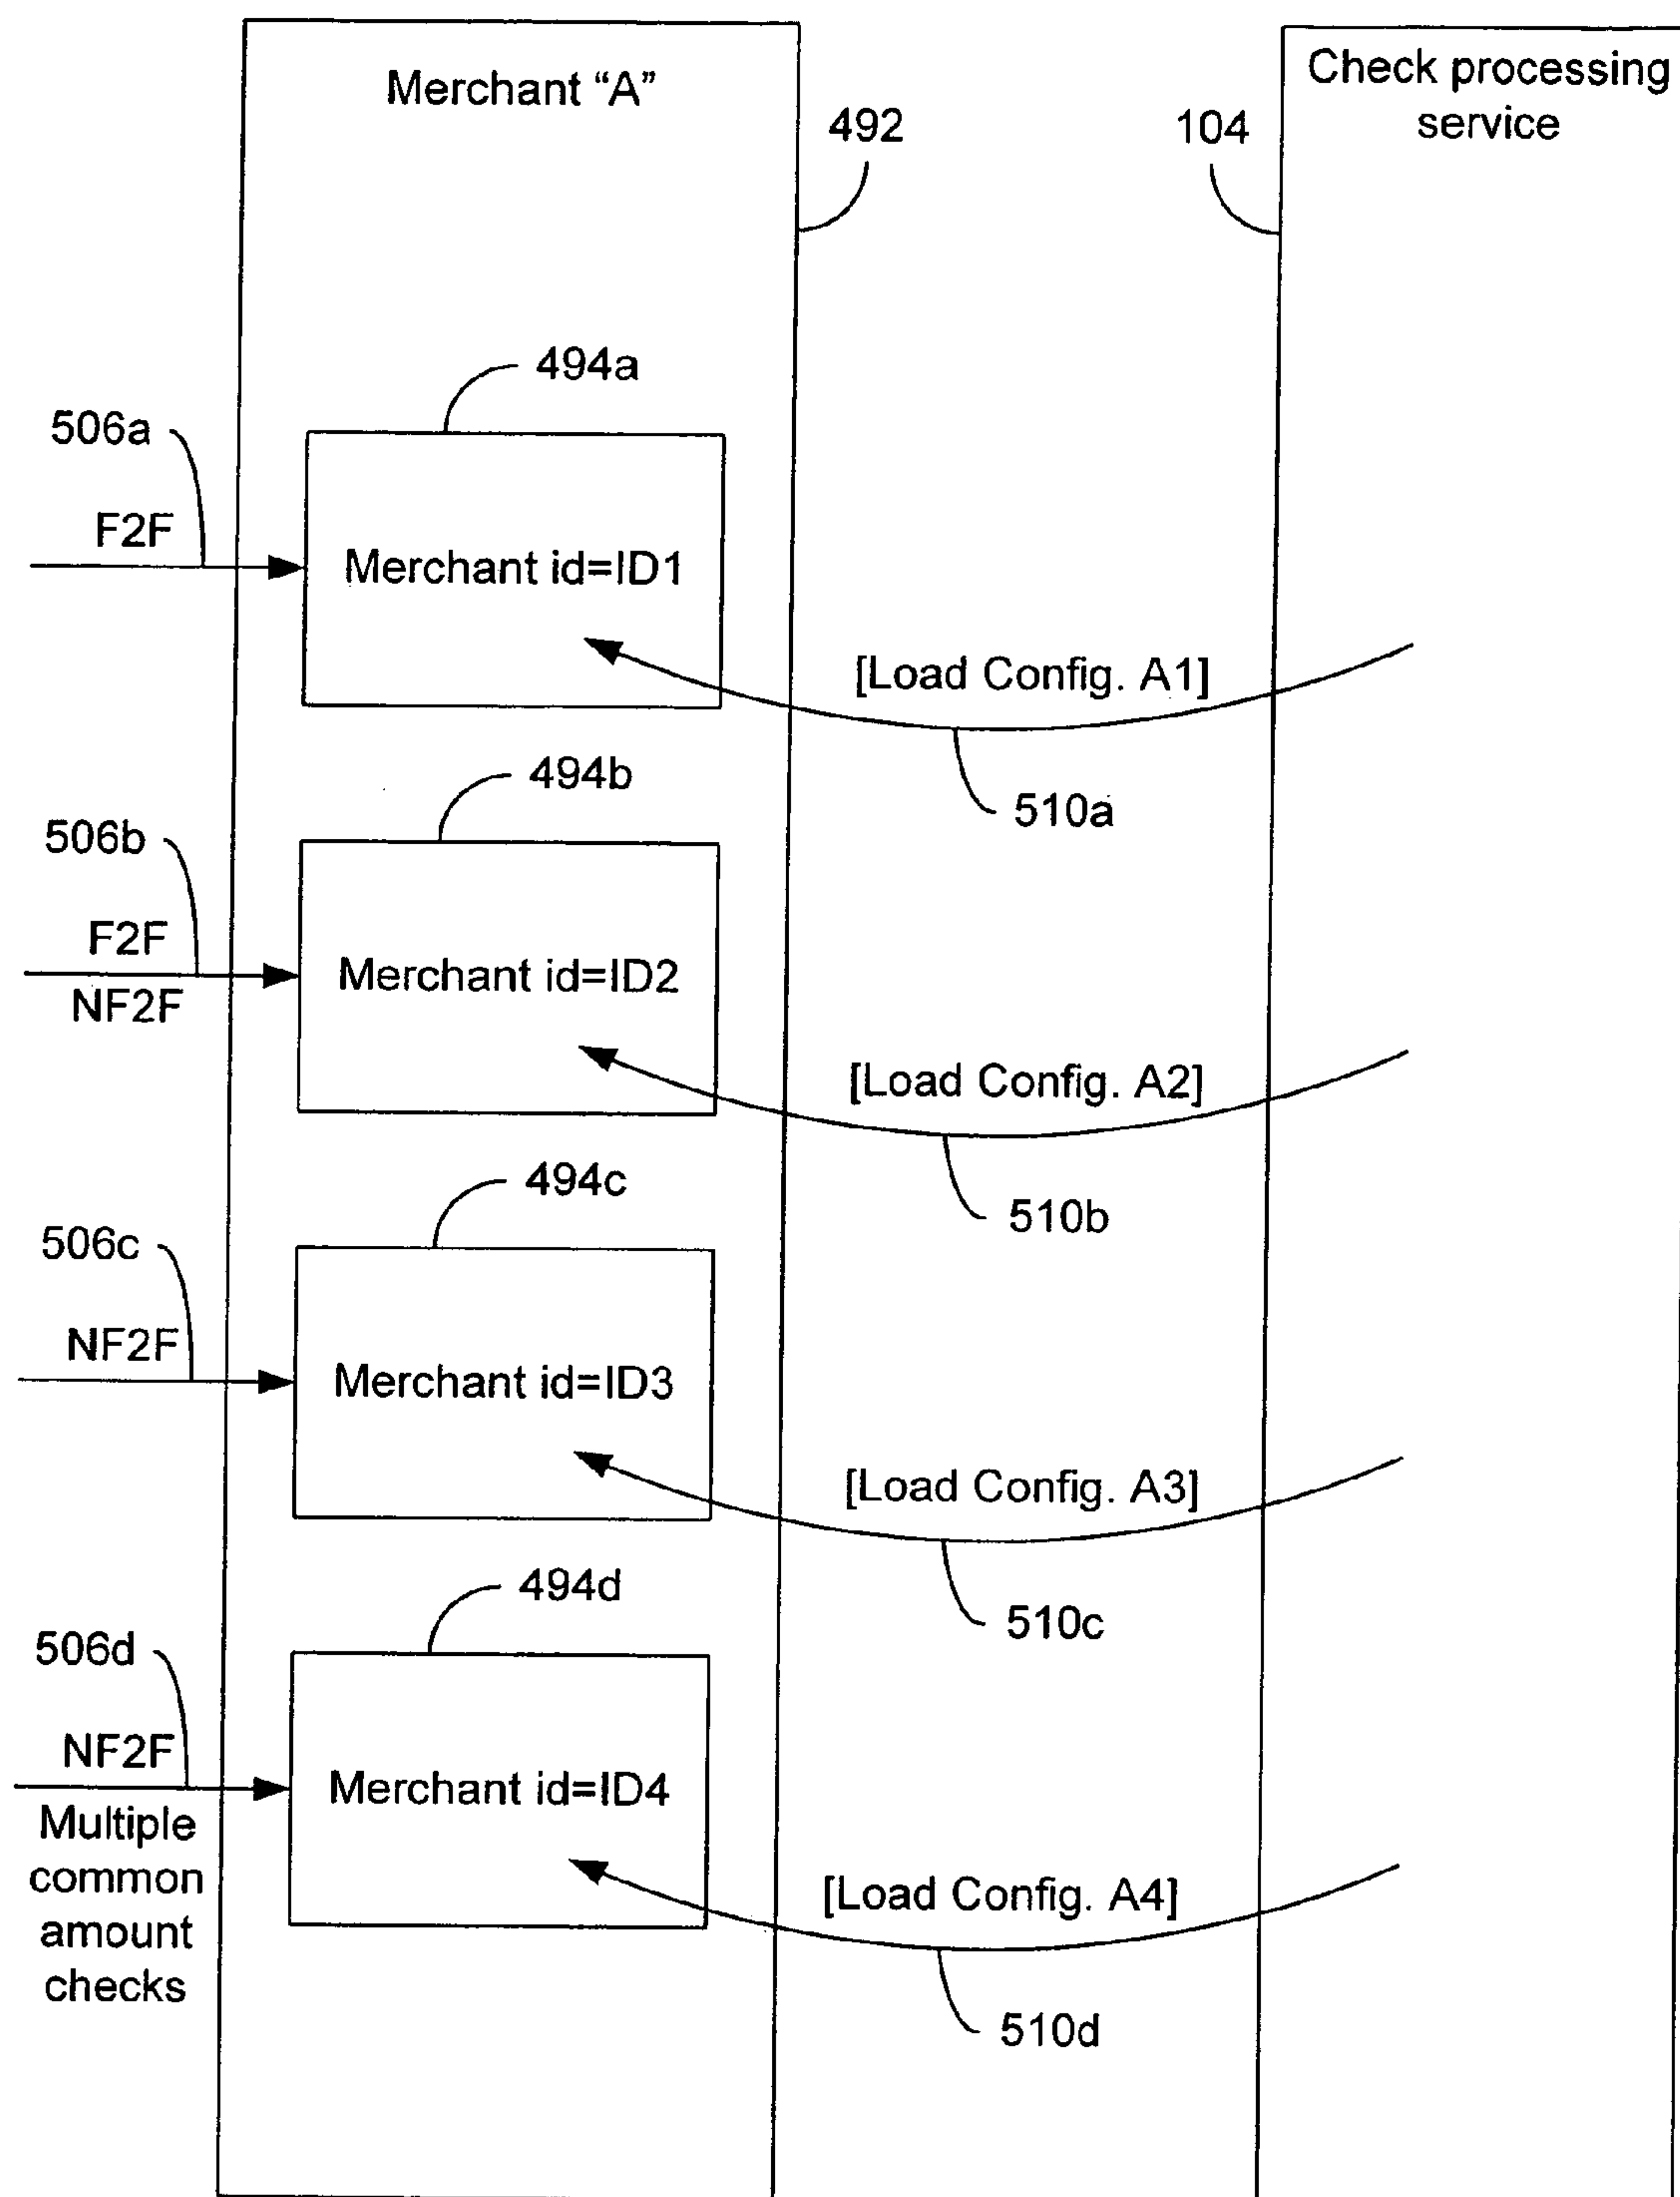 Merchant “A”
Check processing
service
492
104
494a
506a
F2F
Merchant id=ID1
[Load Config. A1]
510a
494b
506b
F2F
NF2F
Merchant id=ID2
[Load Config. A2]
510b
494c
506c
NF2F
Merchant id=ID3
[Load Config. A3]
510c
494d
506d
NF2F
Multiple
common
amount
checks
Merchant id=ID4
[Load Config. A4]
510d